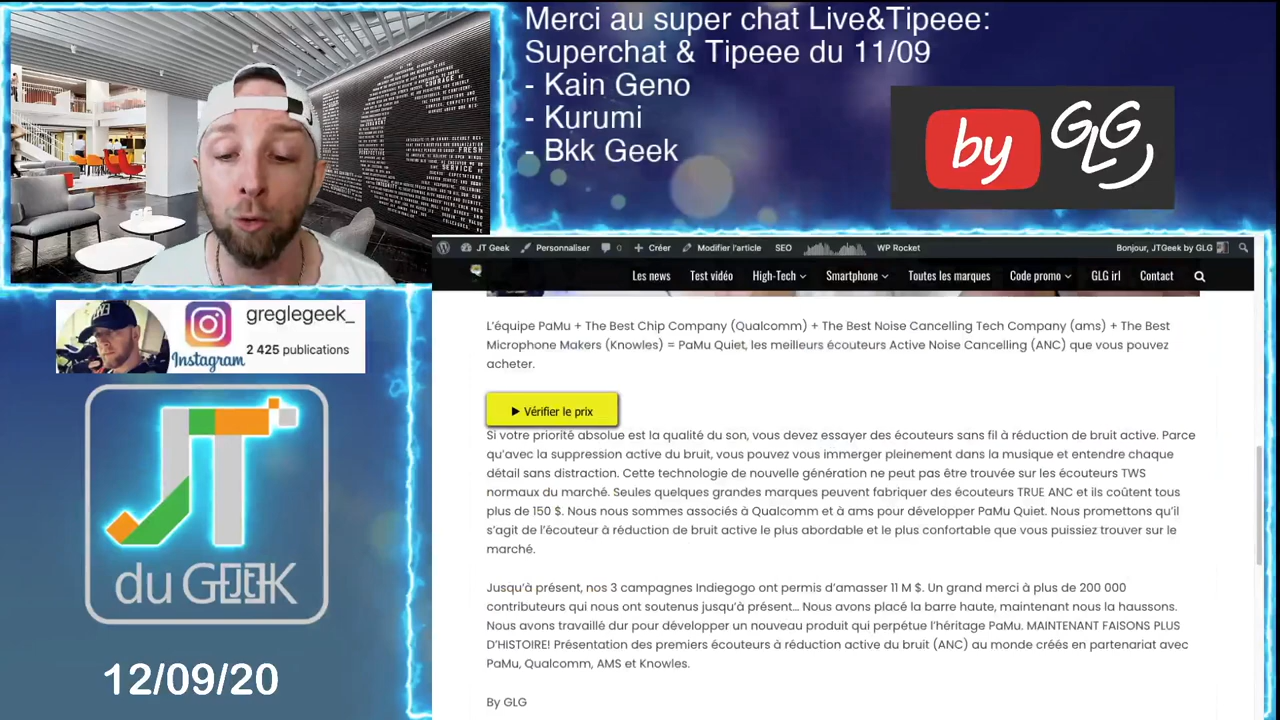 Merci au super chat Live&Tipeee:
Superchat & Tipeee du 11/09
- Kain Geno
- Kurumi
- Bkk Geek
by GLG
COURAGE
FRESH
SERVICE
greglegeek_
Instagram
2 425 publications
JT
du GEEK
JT
12/09/20
JT Geek Personnaliser 0 Créer Modifier l'article SEO WP Rocket Bonjour, JTGeek by GLG
Les news Test vidéo High-Tech Smartphone Toutes les marques Code promo GLG irl Contact
L'équipe PaMu + The Best Chip Company (Qualcomm) + The Best Noise Cancelling Tech Company (ams) + The Best
Microphone Makers (Knowles) = PaMu Quiet, les meilleurs écouteurs Active Noise Cancelling (ANC) que vous pouvez
acheter.
Vérifier le prix
Si votre priorité absolue est la qualité du son, vous devez essayer des écouteurs sans fil à réduction de bruit active. Parce
qu'avec la suppression active du bruit, vous pouvez vous immerger pleinement dans la musique et entendre chaque
détail sans distraction. Cette technologie de nouvelle génération ne peut pas être trouvée sur les écouteurs TWS
normaux du marché. Seules quelques grandes marques peuvent fabriquer des écouteurs TRUE ANC et ils coûtent tous
plus de 150 $. Nous nous sommes associés à Qualcomm et à ams pour développer PaMu Quiet. Nous promettons qu'il
s'agit de l'écouteur à réduction de bruit active le plus abordable et le plus confortable que vous puissiez trouver sur le
marché.
Jusqu'à présent, nos 3 campagnes Indiegogo ont permis d'amasser 11 M $. Un grand merci à plus de 200 000
contributeurs qui nous ont soutenus jusqu'à présent… Nous avons placé la barre haute, maintenant nous la haussons.
Nous avons travaillé dur pour développer un nouveau produit qui perpétue l'héritage PaMu. MAINTENANT FAISONS PLUS
D'HISTOIRE! Présentation des premiers écouteurs à réduction active du bruit (ANC) au monde créés en partenariat avec
PaMu, Qualcomm, AMS et Knowles.
By GLG